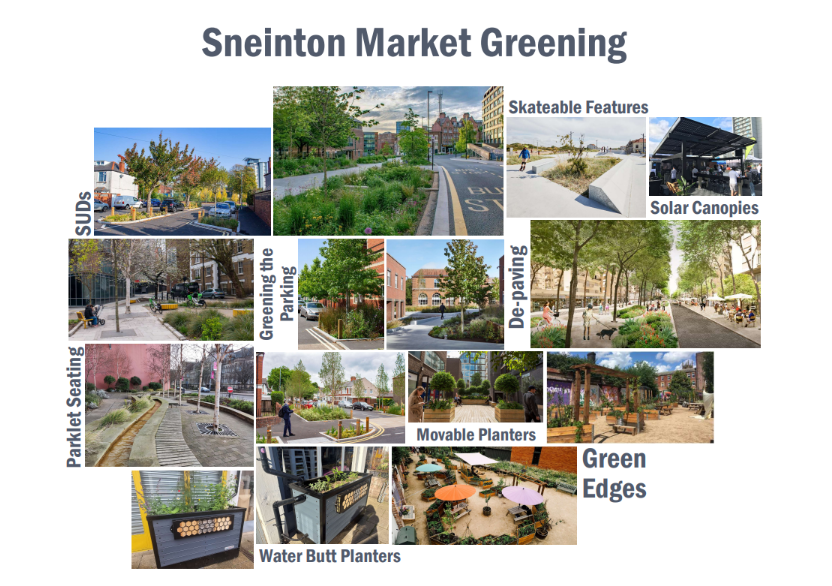 Sneinton Market Greening
Skateable Features
Solar Canopies
SUDs
Greening the
Parking
De-paving
Parklet Seating
Movable Planters
Green
Edges
Water Butt Planters